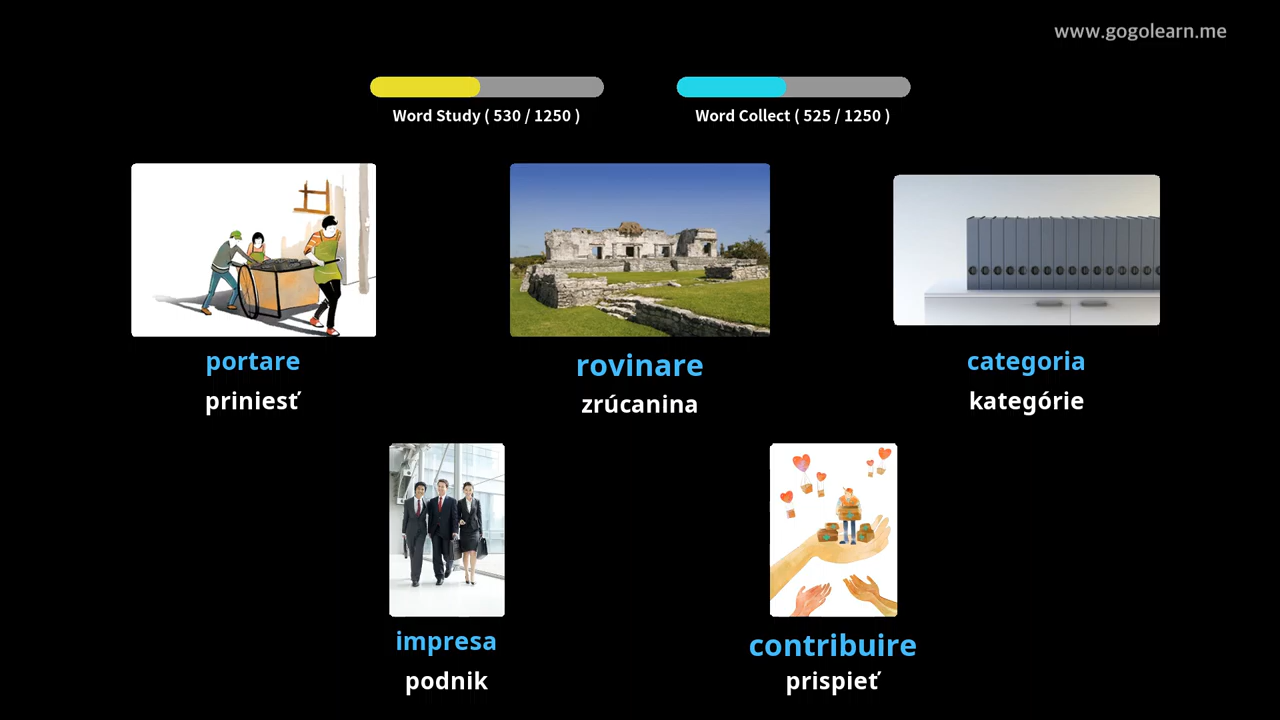 www.gogolearn.me
Word Study ( 530 / 1250 )
Word Collect ( 525 / 1250 )
portare
priniesť
rovinare
zrúcanina
categoria
kategórie
impresa
podnik
contribuire
prispieť